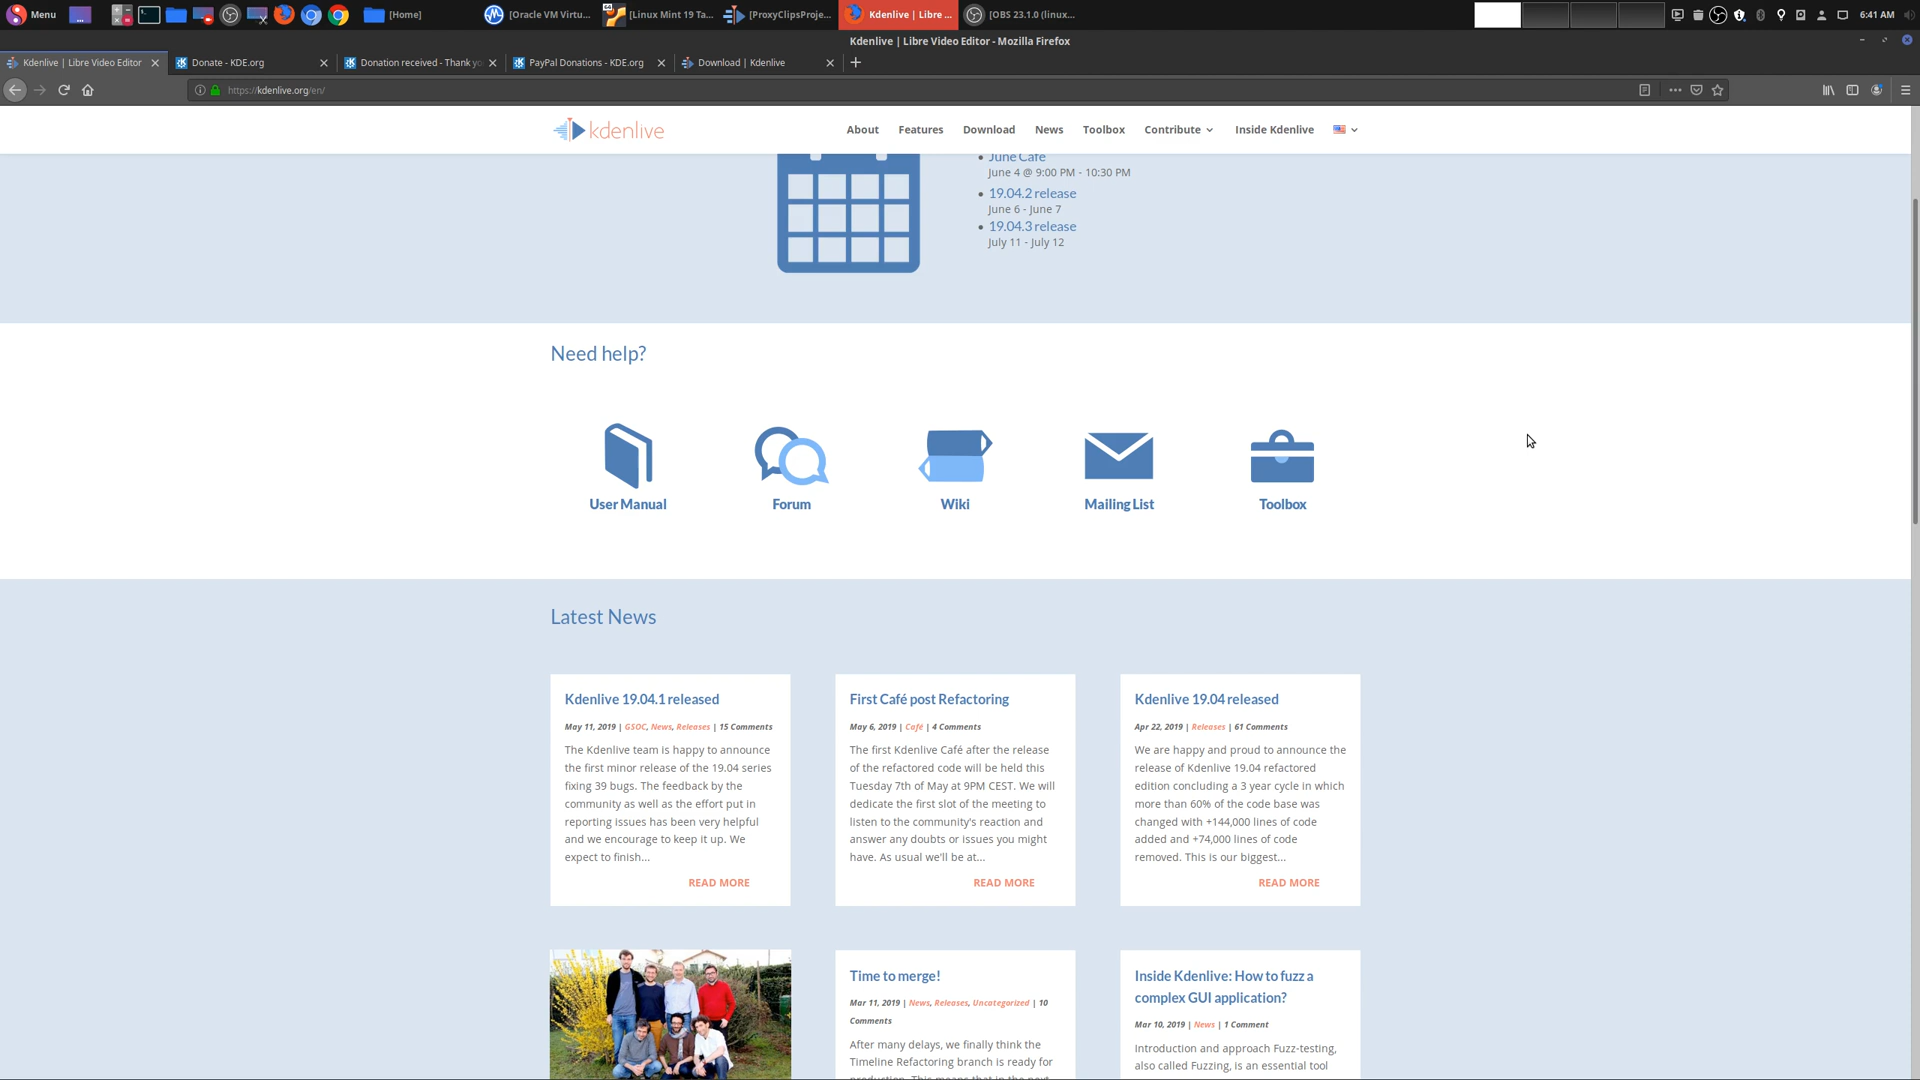 Menu
[Home]
[Oracle VM Virtu...
[Linux Mint 19 Ta...
[ProxyClipsProje...
Kdenlive | Libre ...
[OBS 23.1.0 (linux...
6:41 AM
Kdenlive | Libre Video Editor - Mozilla Firefox
Kdenlive | Libre Video Editor
Donate - KDE.org
Donation received - Thank yo
PayPal Donations - KDE.org
Download | Kdenlive
https://kdenlive.org/en/
kdenlive
About
Features
Download
News
Toolbox
Contribute
Inside Kdenlive
June Café
June 4 @ 9:00 PM - 10:30 PM
19.04.2 release
June 6 - June 7
19.04.3 release
July 11 - July 12
Need help?
User Manual
Forum
Wiki
Mailing List
Toolbox
Latest News
Kdenlive 19.04.1 released
May 11, 2019 | GSOC, News, Releases | 15 Comments
The Kdenlive team is happy to announce
the first minor release of the 19.04 series
fixing 39 bugs. The feedback by the
community as well as the effort put in
reporting issues has been very helpful
and we encourage to keep it up. We
expect to finish...
READ MORE
First Café post Refactoring
May 6, 2019 | Café | 4 Comments
The first Kdenlive Café after the release
of the refactored code will be held this
Tuesday 7th of May at 9PM CEST. We will
dedicate the first slot of the meeting to
listen to the community's reaction and
answer any doubts or issues you might
have. As usual we'll be at...
READ MORE
Kdenlive 19.04 released
Apr 22, 2019 | Releases | 61 Comments
We are happy and proud to announce the
release of Kdenlive 19.04 refactored
edition concluding a 3 year cycle in which
more than 60% of the code base was
changed with +144,000 lines of code
added and +74,000 lines of code
removed. This is our biggest...
READ MORE
Time to merge!
Mar 11, 2019 | News, Releases, Uncategorized | 10
Comments
After many delays, we finally think the
Timeline Refactoring branch is ready for
production. This means that in the next
Inside Kdenlive: How to fuzz a
complex GUI application?
Mar 10, 2019 | News | 1 Comment
Introduction and approach Fuzz-testing,
also called Fuzzing, is an essential tool